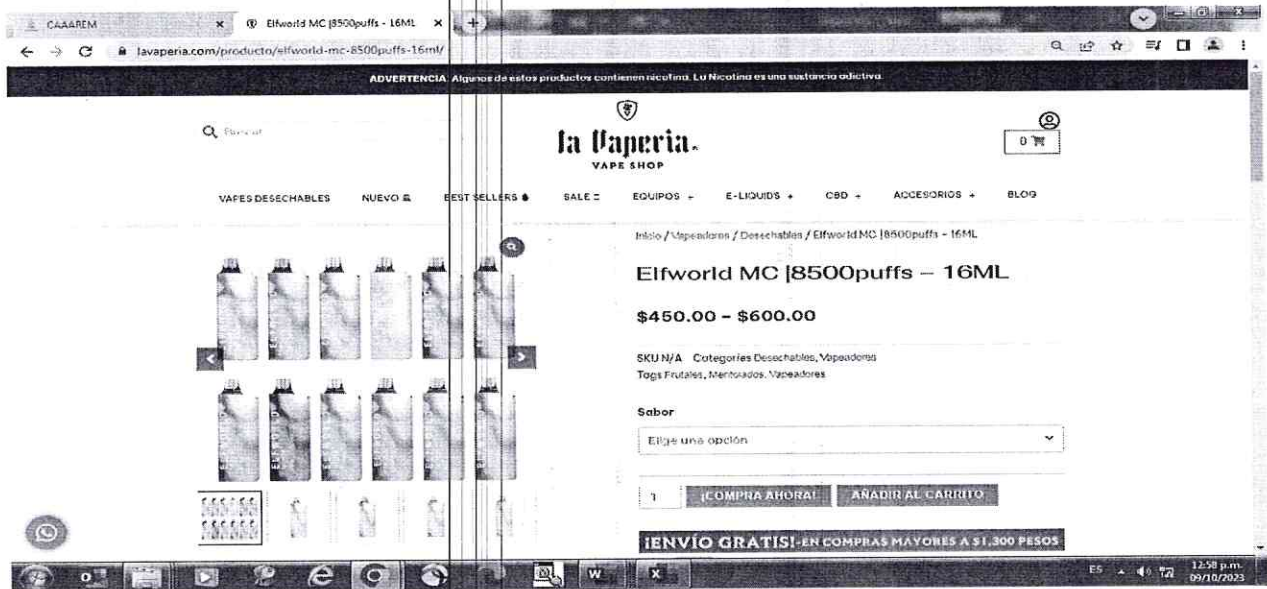 CAAAREM
Elfworld MC |8500puffs - 16ML
lavaperia.com/producto/elfworld-mc-8500puffs-16ml/
ADVERTENCIA: Algunos de estos productos contienen nicotina. La Nicotina es una sustancia adictiva.
Buscar
la Vaperia.
VAPE SHOP
0
VAPES DESECHABLES NUEVO BEST SELLERS SALE EQUIPOS + E-LIQUIDS + CBD + ACCESORIOS + BLOG
Inicio / Vapeadores / Desechables / Elfworld MC |8500puffs - 16ML
Elfworld MC |8500puffs – 16ML
$450.00 – $600.00
SKU N/A Categorías Desechables, Vapeadores
Tags Frutales, Mentolados, Vapeadores
Sabor
Elige una opción
1 ¡COMPRA AHORA! AÑADIR AL CARRITO
¡ENVÍO GRATIS!-EN COMPRAS MAYORES A $1,300 PESOS
ES 12:58 p.m.
09/10/2023